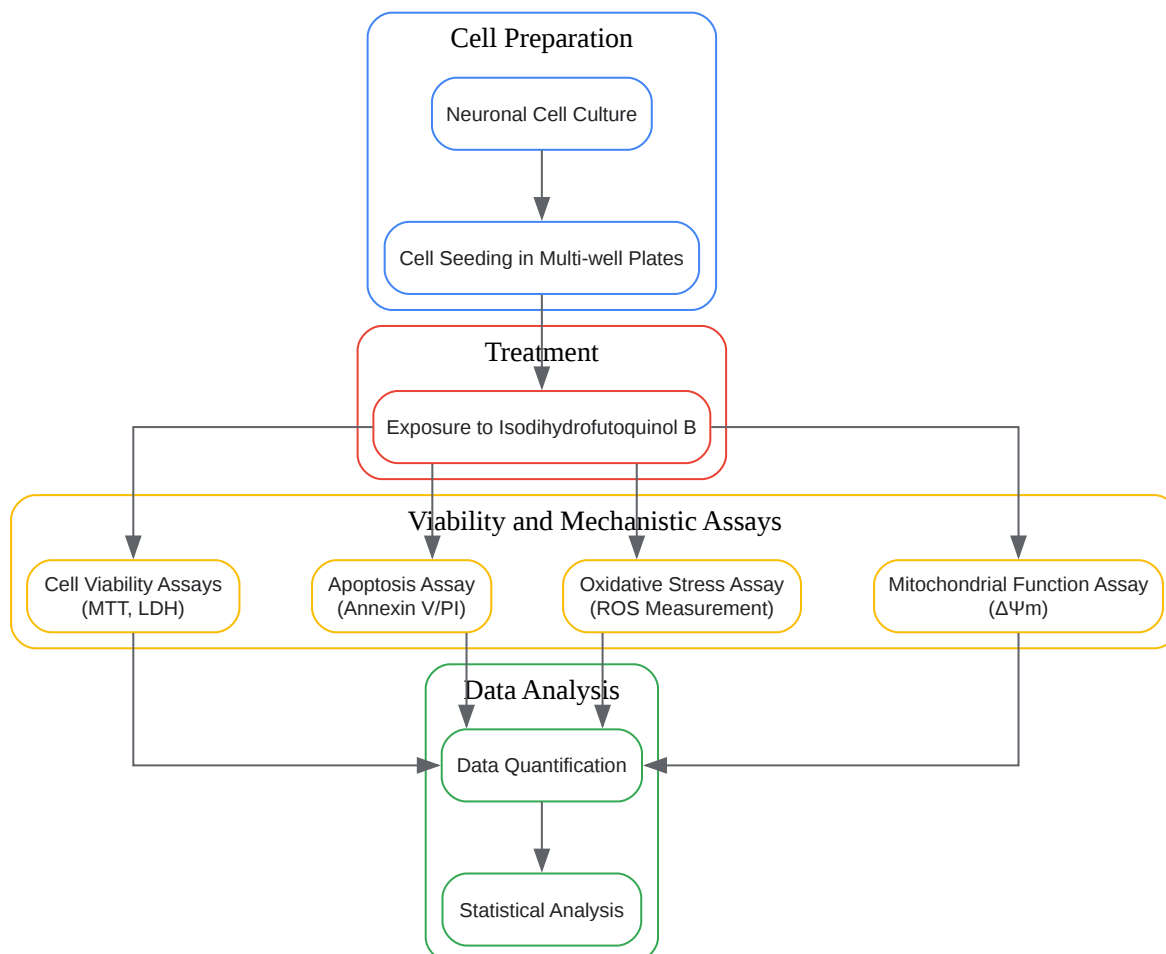 Cell Preparation
Neuronal Cell Culture
Cell Seeding in Multi-well Plates
Treatment
Exposure to Isodihydrofutoquinol B
Viability and Mechanistic Assays
Cell Viability Assays
(MTT, LDH)
Apoptosis Assay
(Annexin V/PI)
Oxidative Stress Assay
(ROS Measurement)
Mitochondrial Function Assay
(ΔΨm)
Data Analysis
Data Quantification
Statistical Analysis